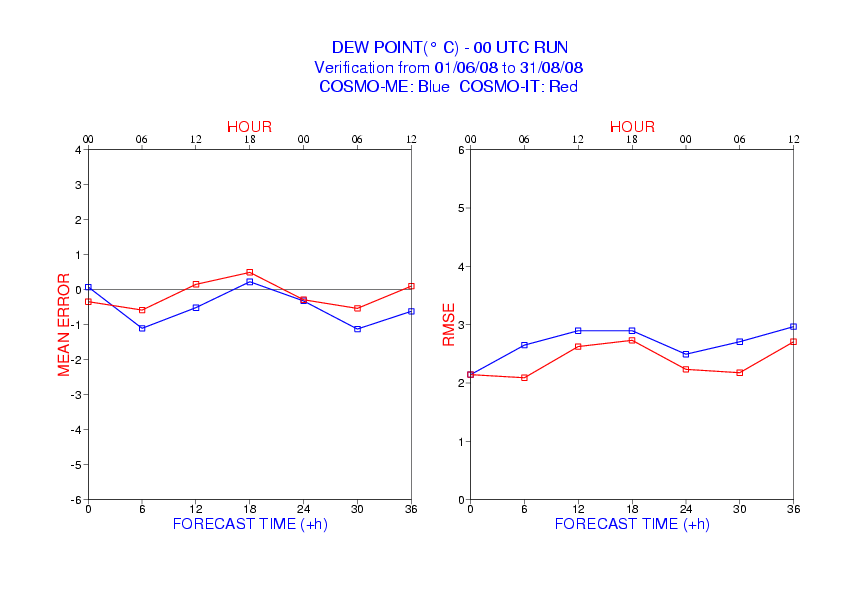 DEW POINT(° C) - 00 UTC RUN
Verification from 01/06/08 to 31/08/08
COSMO-ME: Blue  COSMO-IT: Red
HOUR
00 06 12 18 00 06 12
4
3
2
1
0
-1
-2
-3
-4
-5
-6
MEAN ERROR
0 6 12 18 24 30 36
FORECAST TIME (+h)
HOUR
00 06 12 18 00 06 12
6
5
4
3
2
1
0
RMSE
0 6 12 18 24 30 36
FORECAST TIME (+h)